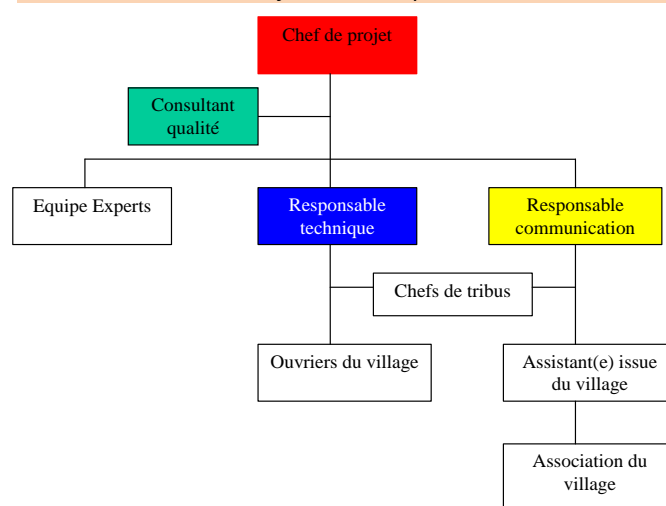 Chef de projet
Consultant
qualité
Equipe Experts
Responsable
technique
Responsable
communication
Chefs de tribus
Ouvriers du village
Assistant(e) issue
du village
Association du
village